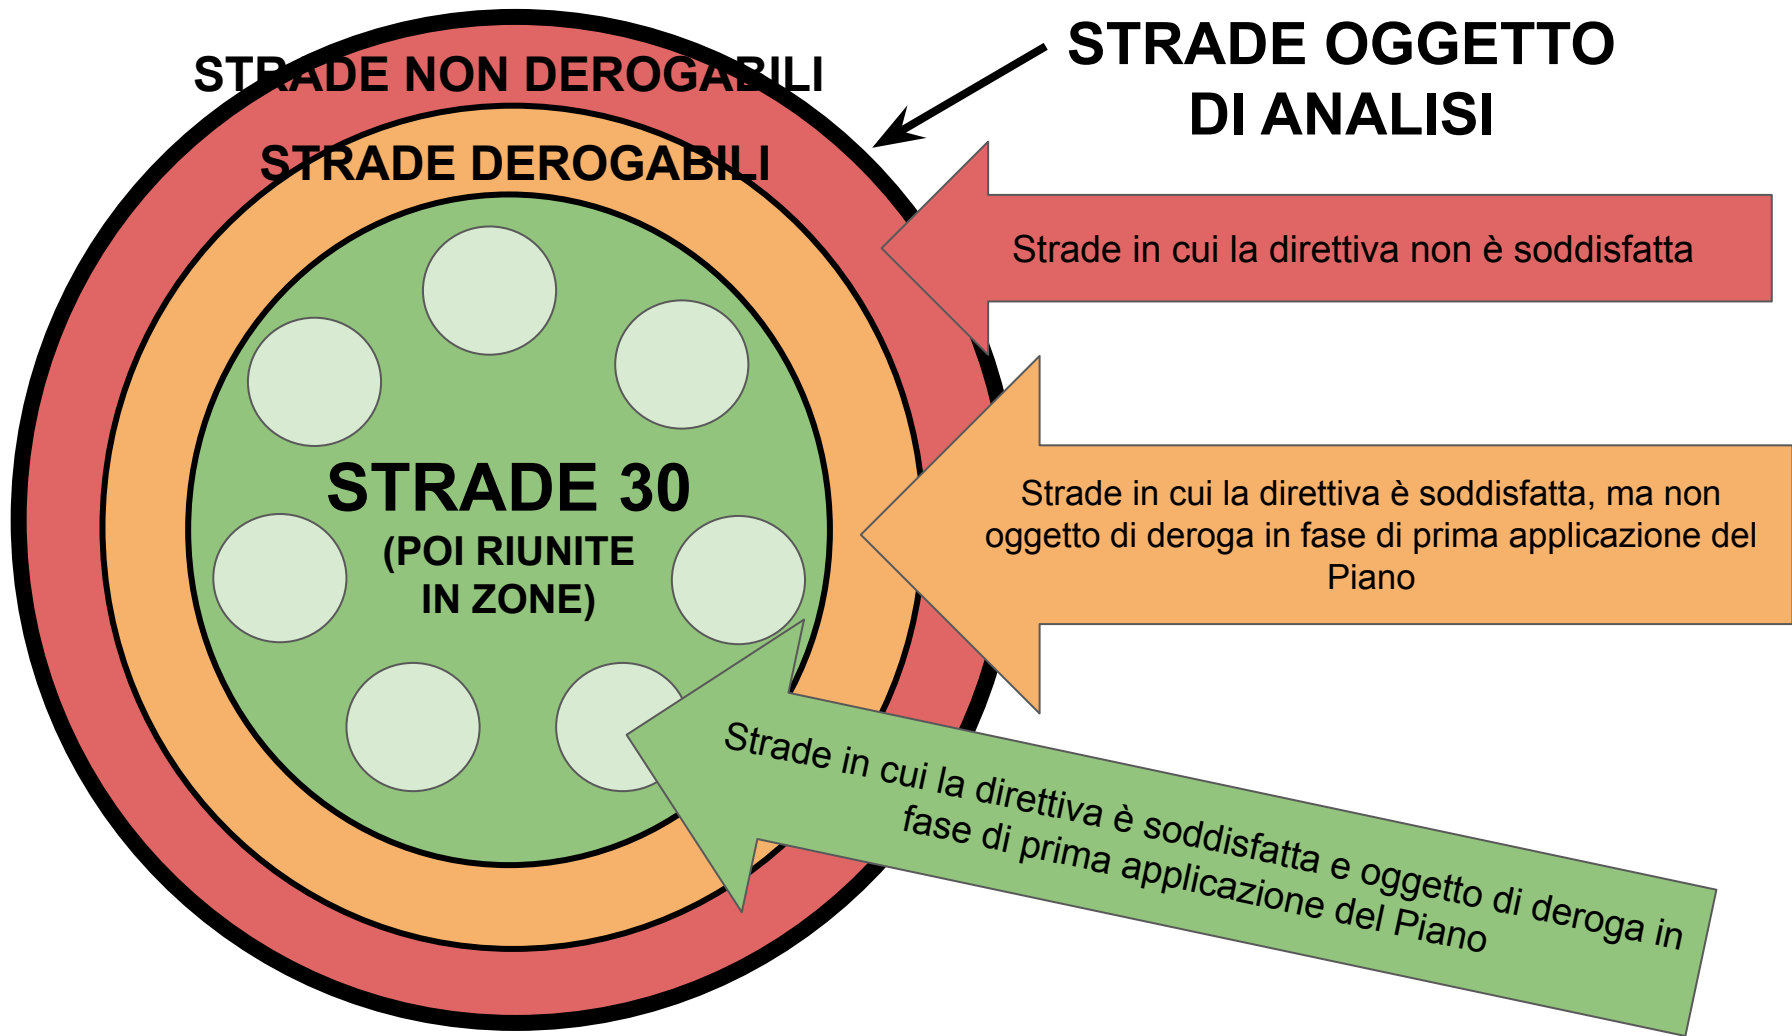 STRADE OGGETTO
DI ANALISI
STRADE NON DEROGABILI
STRADE DEROGABILI
STRADE 30
(POI RIUNITE
IN ZONE)
Strade in cui la direttiva non è soddisfatta
Strade in cui la direttiva è soddisfatta, ma non
oggetto di deroga in fase di prima applicazione del
Piano
Strade in cui la direttiva è soddisfatta e oggetto di deroga in
fase di prima applicazione del Piano